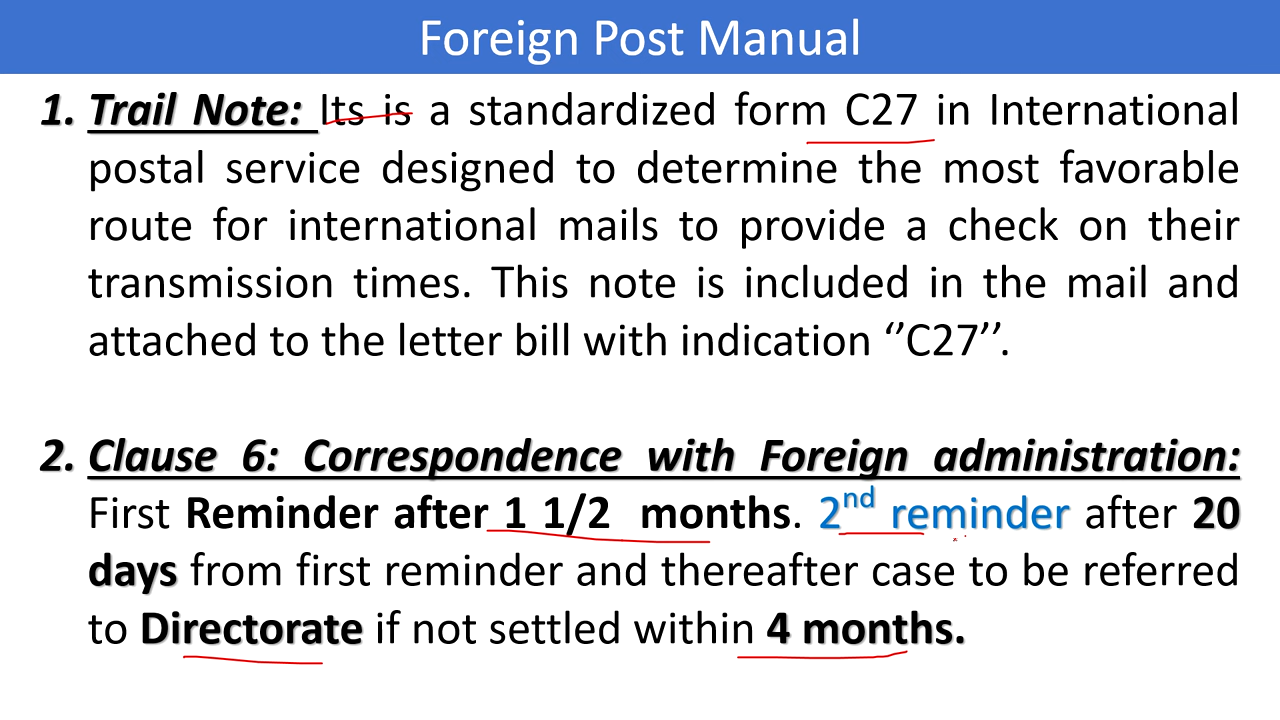 Foreign Post Manual
1. Trail Note: Its is a standardized form C27 in International
postal service designed to determine the most favorable
route for international mails to provide a check on their
transmission times. This note is included in the mail and
attached to the letter bill with indication ‘’C27’’.
2. Clause 6: Correspondence with Foreign administration:
First Reminder after 1 1/2 months. 2nd reminder after 20
days from first reminder and thereafter case to be referred
to Directorate if not settled within 4 months.